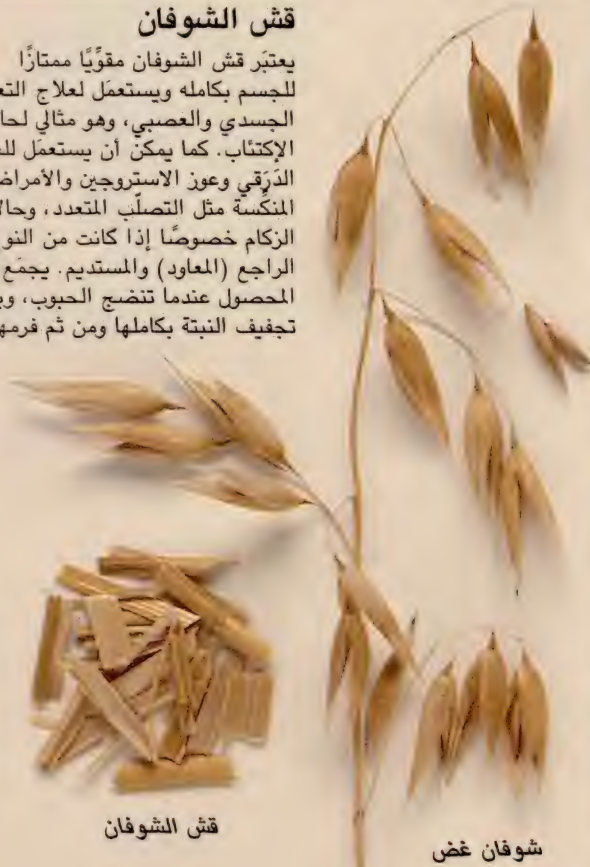 قش الشوفان
يعتبَر قش الشوفان مقوِّيًا ممتازًا
للجسم بكامله ويستعمَل لعلاج
الجسدي والعصبي، وهو مثالي
الإكتئاب. كما يمكن أن يستعمَل
الدَرَقي وعوز الاستروجين والأمراض
المنكِّسة مثل التصلّب المتعدد،
الزكام خصوصًا إذا كانت من
الراجع (المعاود) والمستديم. يجمَع
المحصول عندما تنضج الحبوب،
تجفيف النبتة بكاملها ومن ثم فرمها
قش الشوفان
شوفان غض